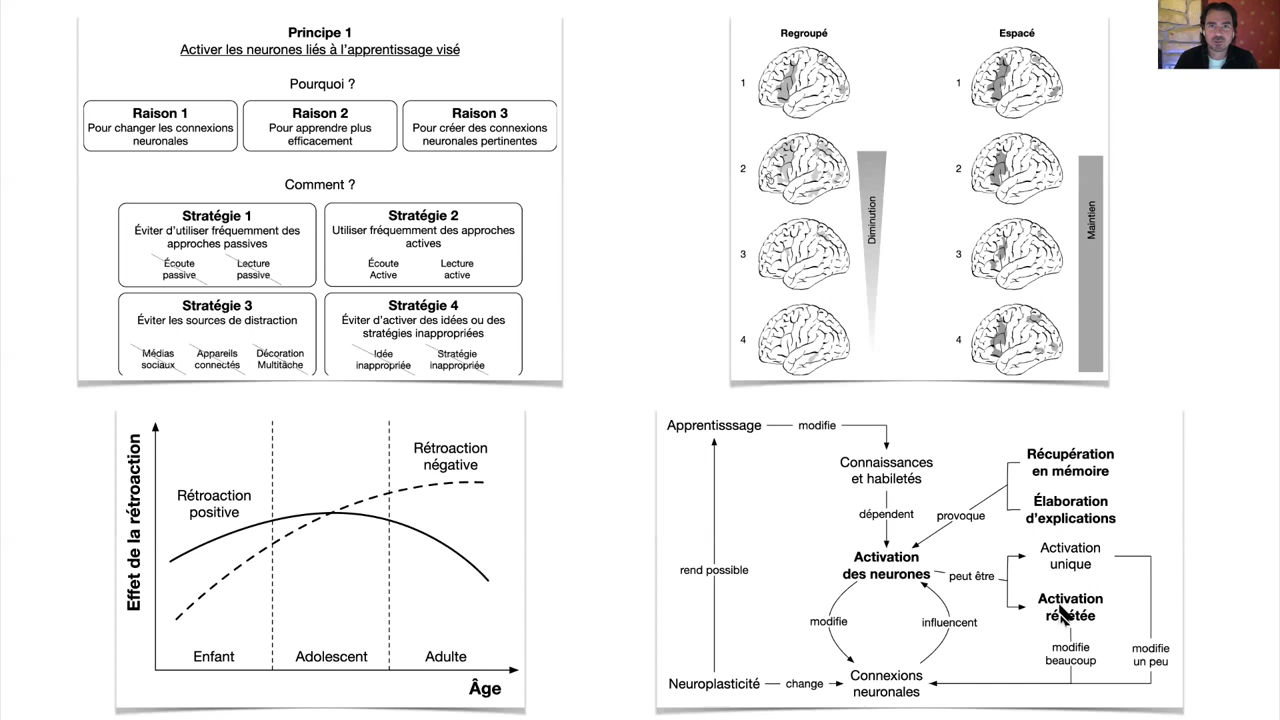 Principe 1
Activer les neurones liés à l'apprentissage visé
Pourquoi ?
Raison 1
Pour changer les connexions
neuronales
Raison 2
Pour apprendre plus
efficacement
Raison 3
Pour créer des connexions
neuronales pertinentes
Comment ?
Stratégie 1
Éviter d'utiliser fréquemment des
approches passives
Écoute
passive
Lecture
passive
Stratégie 2
Utiliser fréquemment des approches
actives
Écoute
Active
Lecture
active
Stratégie 3
Éviter les sources de distraction
Médias
sociaux
Appareils
connectés
Décoration
Multitâche
Stratégie 4
Éviter d'activer des idées ou des
stratégies inappropriées
Idée
inappropriée
Stratégie
inappropriée
Regroupé
Espacé
1
1
2
2
3
3
4
4
Diminution
Maintien
Effet de la rétroaction
Rétroaction
positive
Rétroaction
négative
Enfant
Adolescent
Adulte
Âge
Apprentisssage
modifie
Connaissances
et habiletés
dépendent
provoque
Récupération
en mémoire
Élaboration
d'explications
Activation
des neurones
peut être
Activation
unique
Activation
répétée
rend possible
modifie
influencent
modifie
beaucoup
modifie
un peu
Neuroplasticité
change
Connexions
neuronales